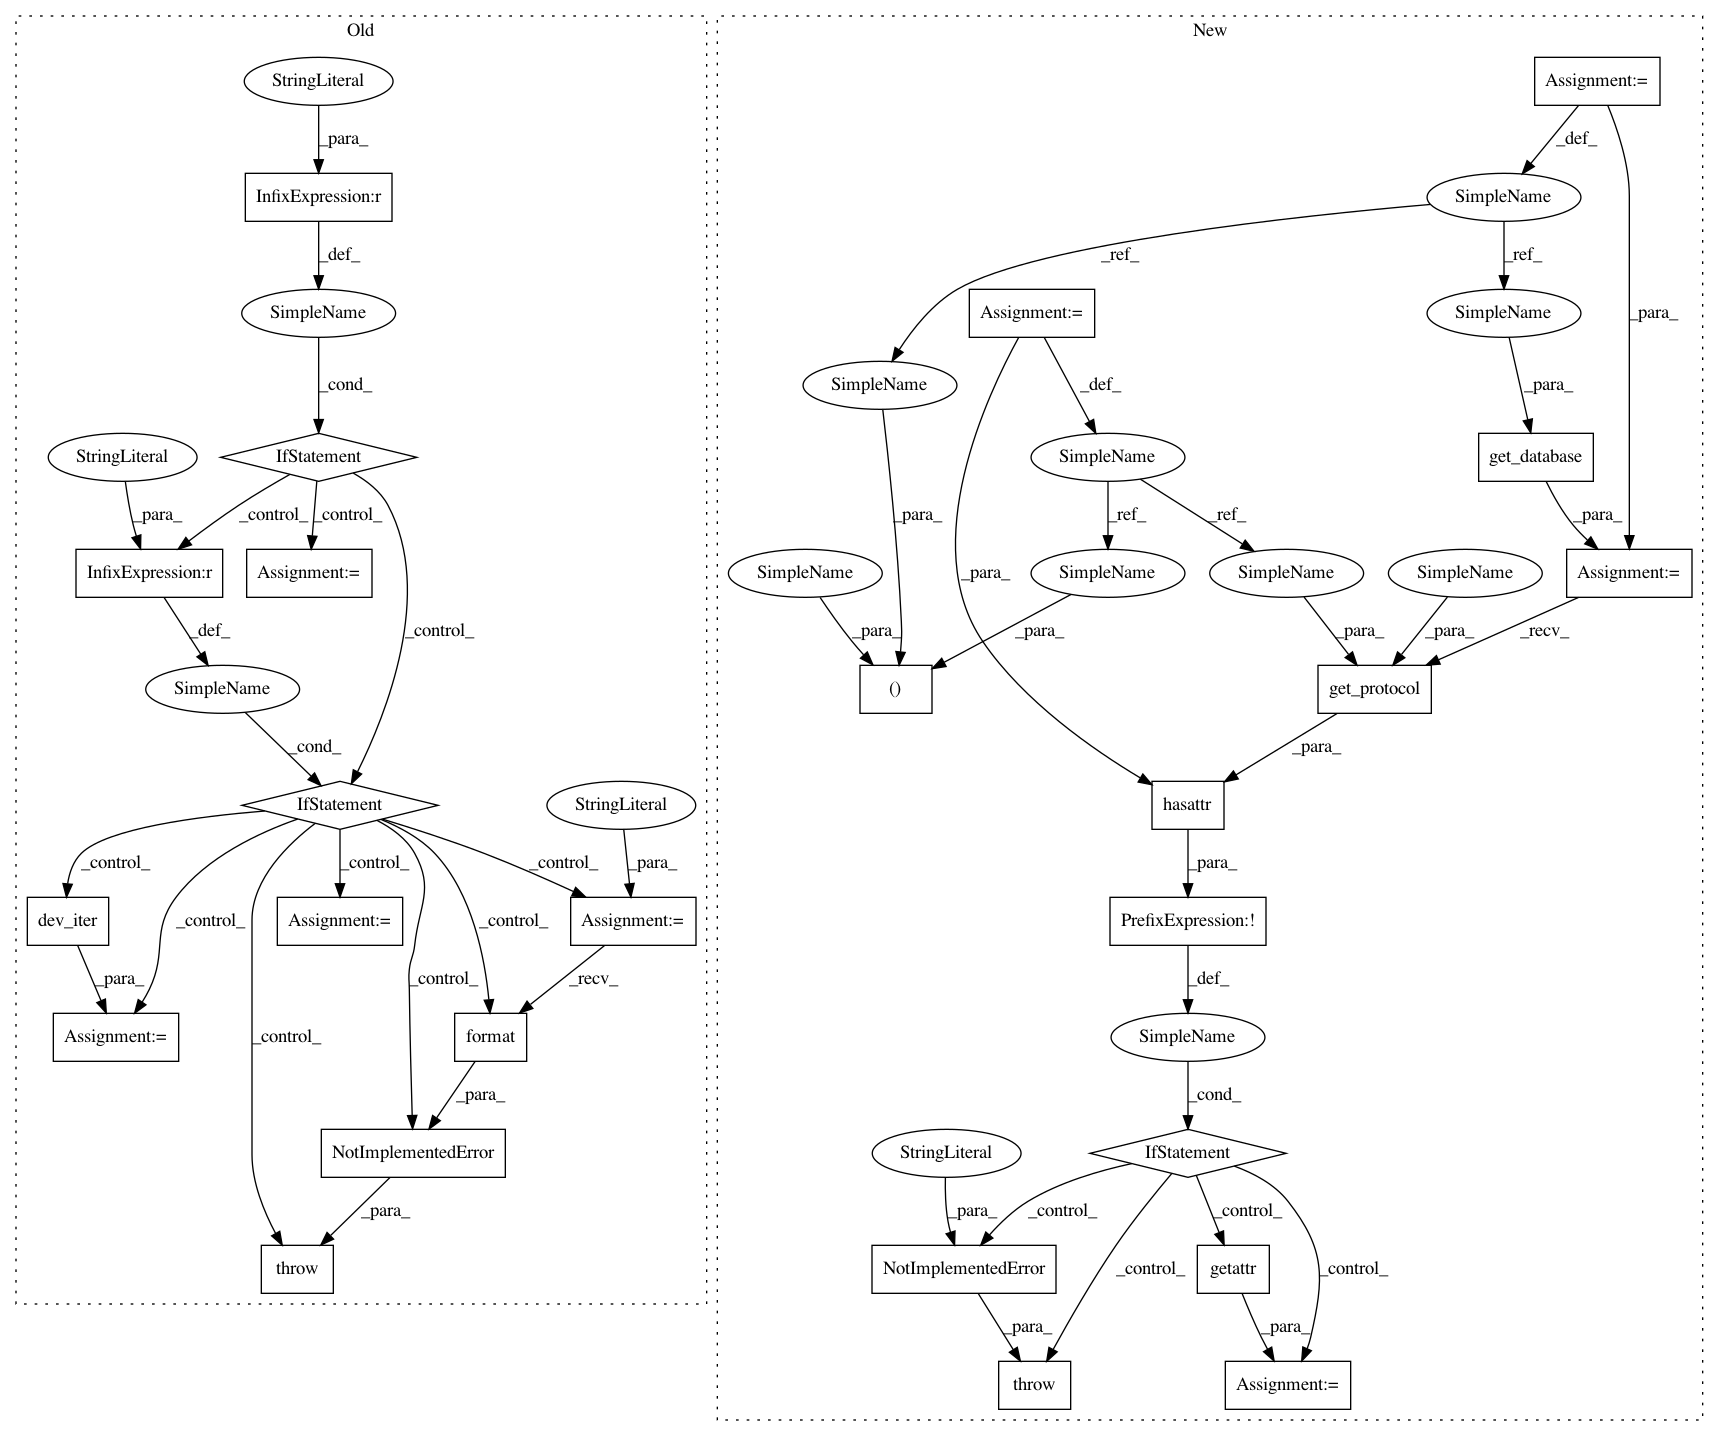 Old
New
StringLiteral
Assignment:=
_para_
_def_
InfixExpression:r
SimpleName
_def_
_ref_
_ref_
SimpleName
Assignment:=
SimpleName
_para_
_cond_
SimpleName
_def_
_para_
StringLiteral
IfStatement
SimpleName
get_database
_para_
_control_
_control_
_para_
_ref_
_ref_
_para_
InfixExpression:r
Assignment:=
SimpleName
SimpleName
SimpleName
SimpleName
Assignment:=
_para_
_def_
_control_
_para_
_para_
_para_
_para_
_recv_
SimpleName
()
get_protocol
_cond_
_para_
IfStatement
StringLiteral
hasattr
_control_
_control_
_control_
_control_
_control_
_para_
_para_
dev_iter
Assignment:=
Assignment:=
PrefixExpression:!
_para_
_control_
_recv_
_def_
Assignment:=
_control_
format
SimpleName
_para_
_cond_
NotImplementedError
StringLiteral
IfStatement
_para_
_para_
_control_
_control_
throw
NotImplementedError
_control_
getattr
_control_
_para_
_para_
throw
Assignment:=